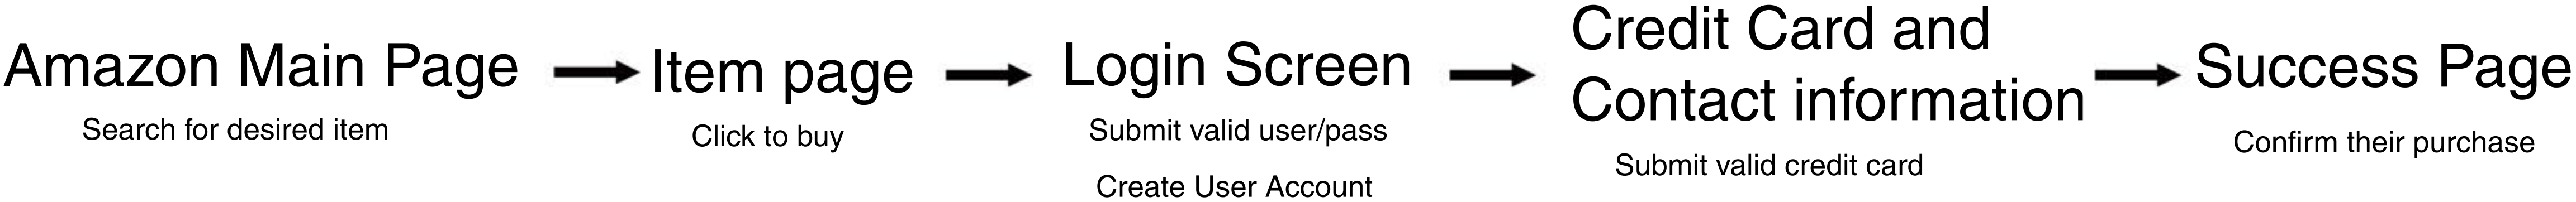 Amazon Main Page
Search for desired item
Item page
Click to buy
Login Screen
Submit valid user/pass
Create User Account
Credit Card and
Contact information
Submit valid credit card
Success Page
Confirm their purchase